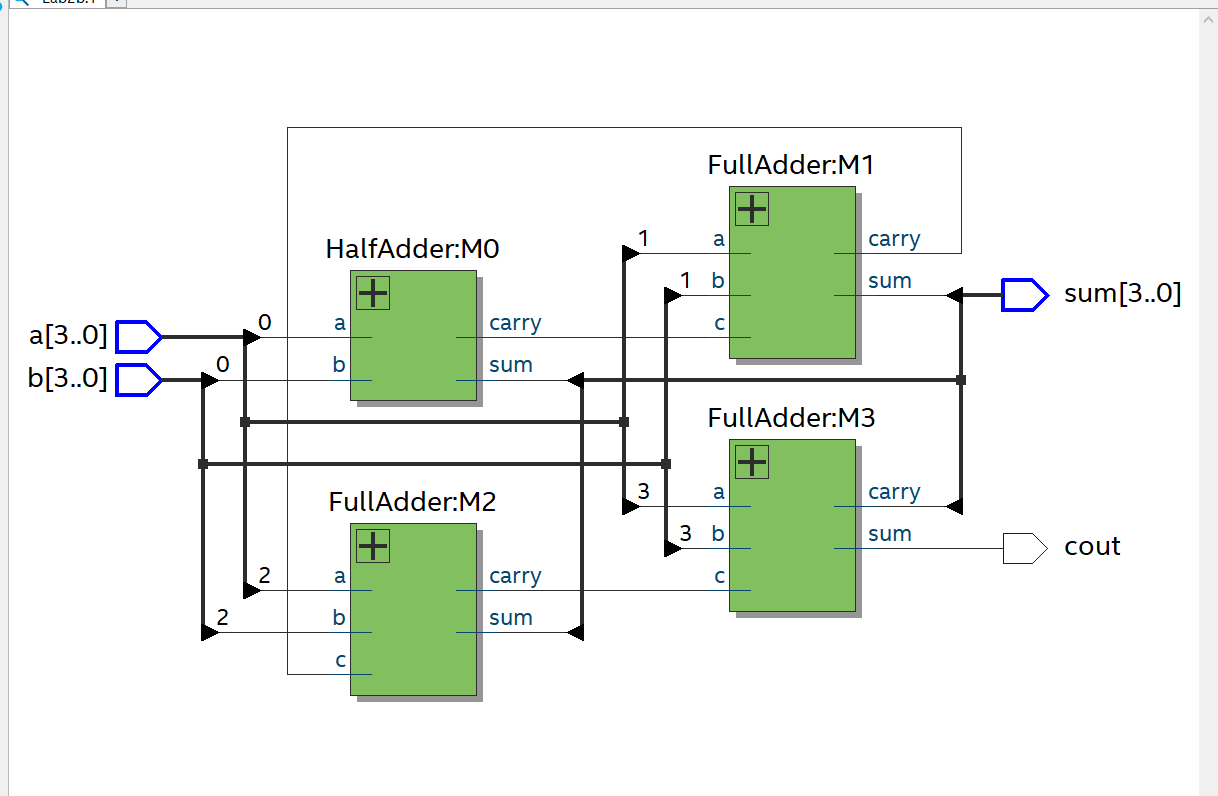 FullAdder:M1
1 a carry
HalfAdder:M0
1 b sum
sum[3..0]
a[3..0] 0 a carry
c
b[3..0] 0 b sum
FullAdder:M3
3 a carry
FullAdder:M2
3 b sum
cout
2 a carry
c
2 b sum
c